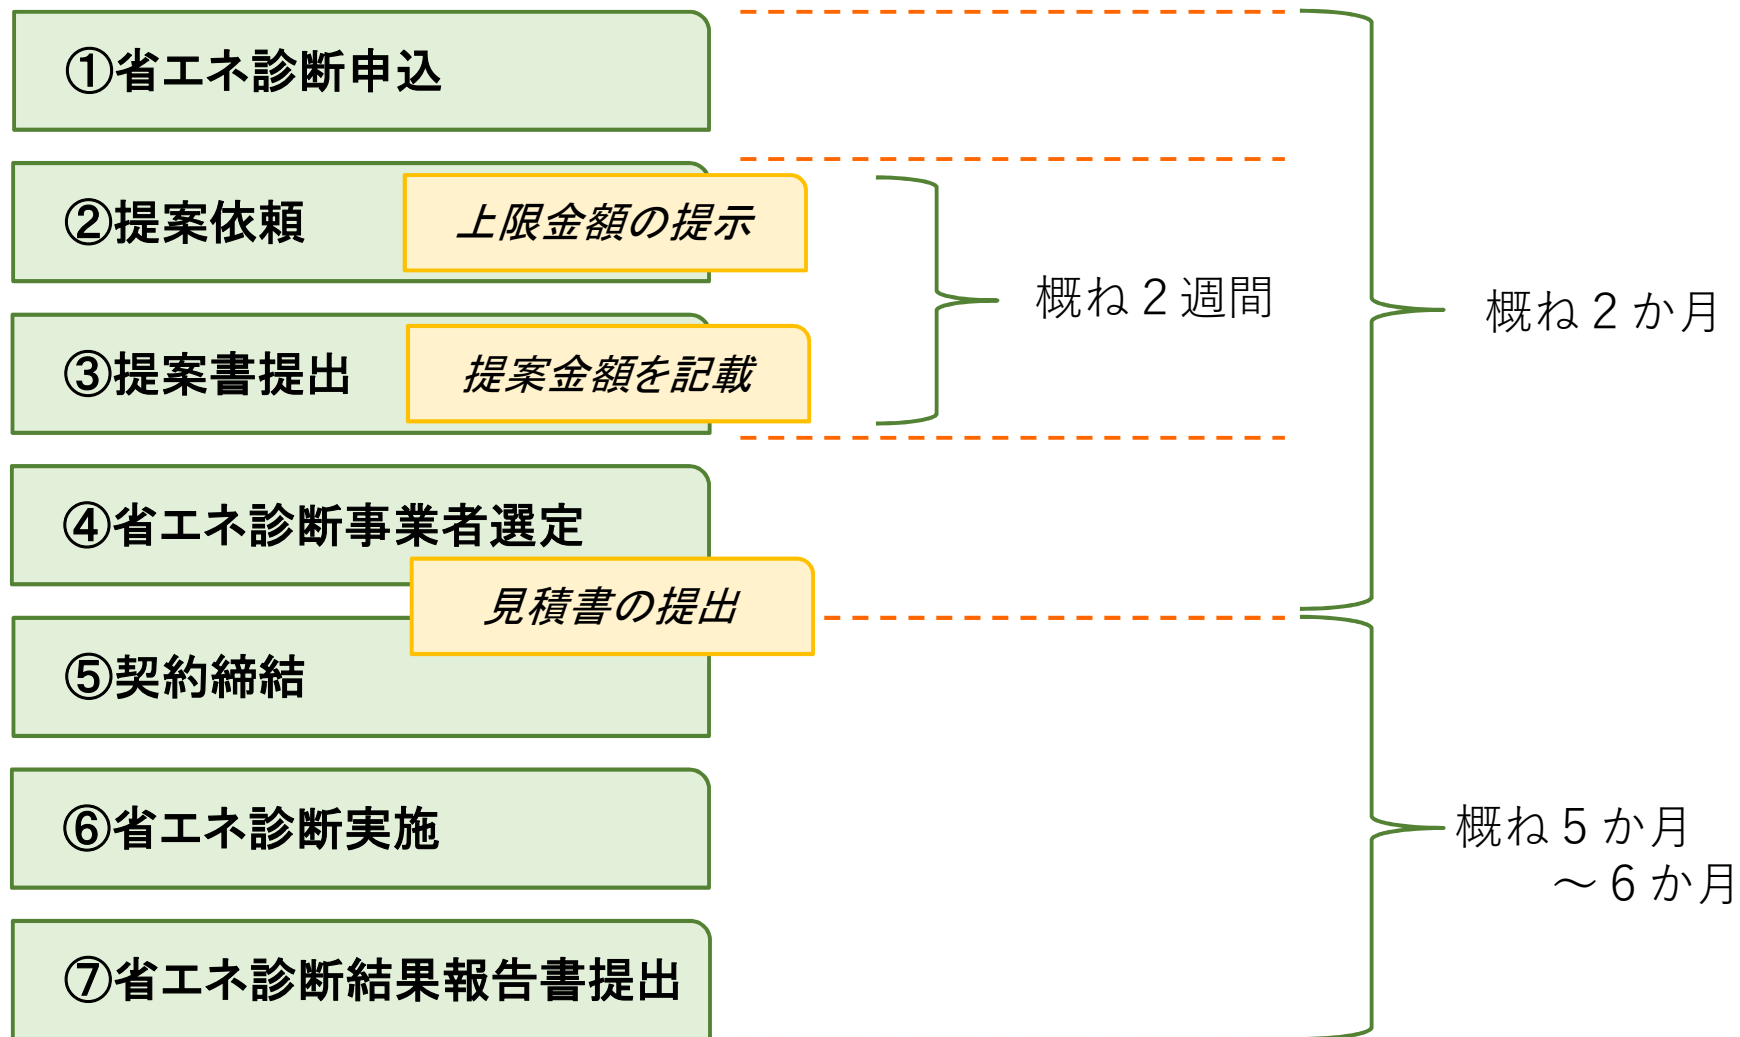 ①省エネ診断申込
②提案依頼
上限金額の提示
③提案書提出
提案金額を記載
概ね２週間
概ね２か月
④省エネ診断事業者選定
見積書の提出
⑤契約締結
⑥省エネ診断実施
⑦省エネ診断結果報告書提出
概ね５か月
～６か月